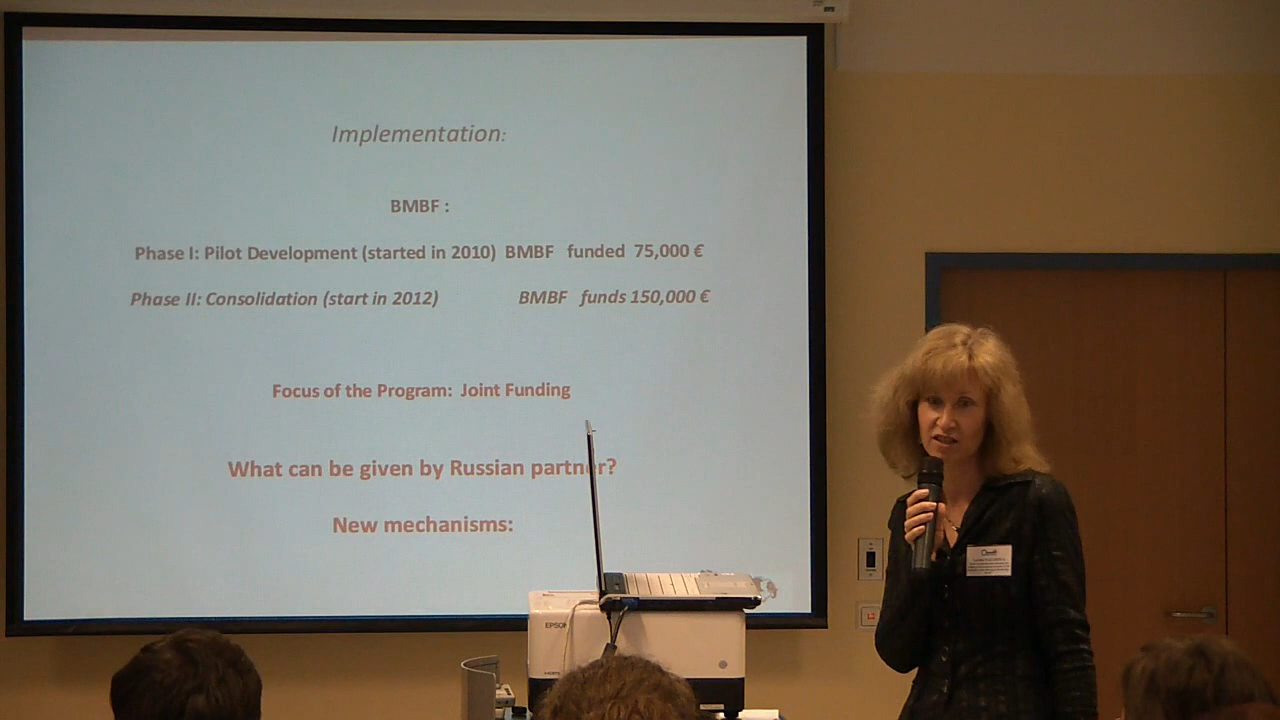 Implementation:
BMBF :
Phase I: Pilot Development (started in 2010) BMBF funded 75,000 €
Phase II: Consolidation (start in 2012) BMBF funds 150,000 €
Focus of the Program: Joint Funding
What can be given by Russian partner?
New mechanisms:
EPSON